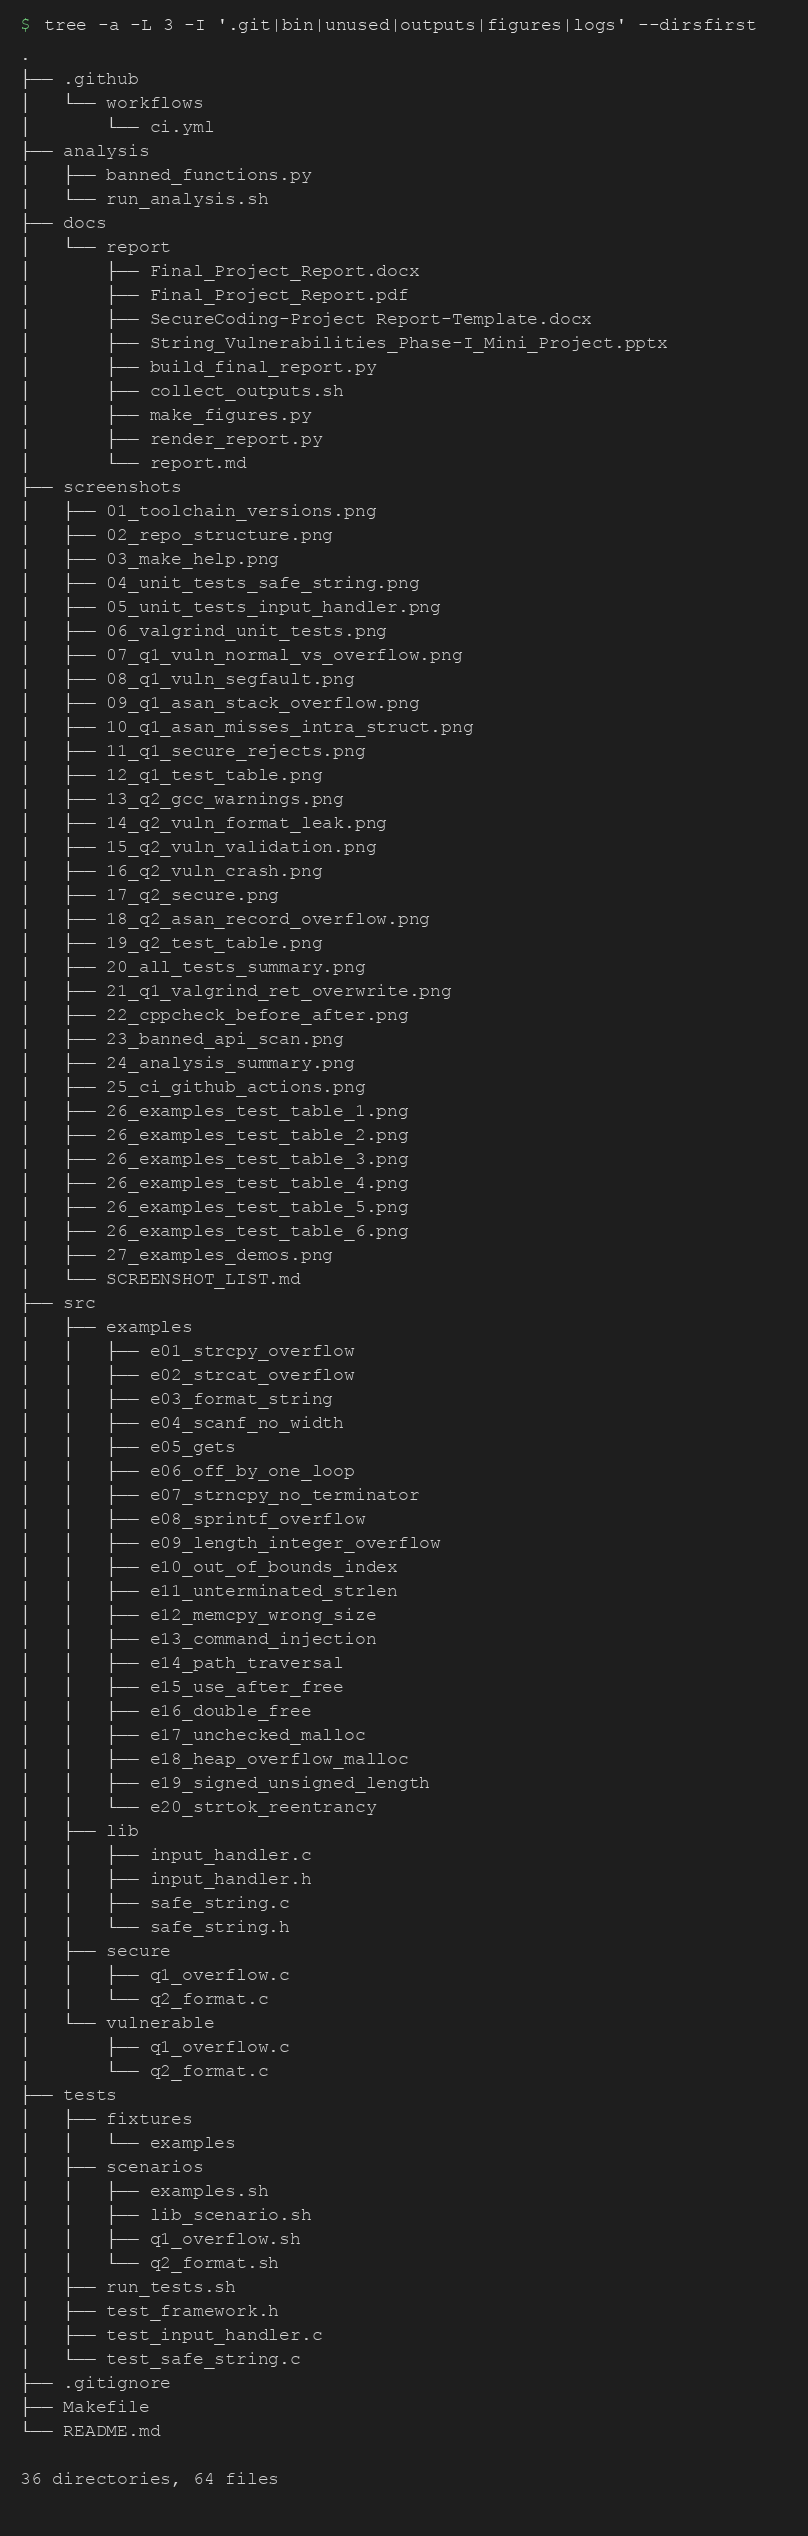 $ tree -a -L 3 -I '.git|bin|unused|outputs|figures|logs' --dirsfirst
.
├── .github
│   └── workflows
│       └── ci.yml
├── analysis
│   ├── banned_functions.py
│   └── run_analysis.sh
├── docs
│   └── report
│       ├── Final_Project_Report.docx
│       ├── Final_Project_Report.pdf
│       ├── SecureCoding-Project Report-Template.docx
│       ├── String_Vulnerabilities_Phase-I_Mini_Project.pptx
│       ├── build_final_report.py
│       ├── collect_outputs.sh
│       ├── make_figures.py
│       ├── render_report.py
│       └── report.md
├── screenshots
│   ├── 01_toolchain_versions.png
│   ├── 02_repo_structure.png
│   ├── 03_make_help.png
│   ├── 04_unit_tests_safe_string.png
│   ├── 05_unit_tests_input_handler.png
│   ├── 06_valgrind_unit_tests.png
│   ├── 07_q1_vuln_normal_vs_overflow.png
│   ├── 08_q1_vuln_segfault.png
│   ├── 09_q1_asan_stack_overflow.png
│   ├── 10_q1_asan_misses_intra_struct.png
│   ├── 11_q1_secure_rejects.png
│   ├── 12_q1_test_table.png
│   ├── 13_q2_gcc_warnings.png
│   ├── 14_q2_vuln_format_leak.png
│   ├── 15_q2_vuln_validation.png
│   ├── 16_q2_vuln_crash.png
│   ├── 17_q2_secure.png
│   ├── 18_q2_asan_record_overflow.png
│   ├── 19_q2_test_table.png
│   ├── 20_all_tests_summary.png
│   ├── 21_q1_valgrind_ret_overwrite.png
│   ├── 22_cppcheck_before_after.png
│   ├── 23_banned_api_scan.png
│   ├── 24_analysis_summary.png
│   ├── 25_ci_github_actions.png
│   ├── 26_examples_test_table_1.png
│   ├── 26_examples_test_table_2.png
│   ├── 26_examples_test_table_3.png
│   ├── 26_examples_test_table_4.png
│   ├── 26_examples_test_table_5.png
│   ├── 26_examples_test_table_6.png
│   ├── 27_examples_demos.png
│   └── SCREENSHOT_LIST.md
├── src
│   ├── examples
│   │   ├── e01_strcpy_overflow
│   │   ├── e02_strcat_overflow
│   │   ├── e03_format_string
│   │   ├── e04_scanf_no_width
│   │   ├── e05_gets
│   │   ├── e06_off_by_one_loop
│   │   ├── e07_strncpy_no_terminator
│   │   ├── e08_sprintf_overflow
│   │   ├── e09_length_integer_overflow
│   │   ├── e10_out_of_bounds_index
│   │   ├── e11_unterminated_strlen
│   │   ├── e12_memcpy_wrong_size
│   │   ├── e13_command_injection
│   │   ├── e14_path_traversal
│   │   ├── e15_use_after_free
│   │   ├── e16_double_free
│   │   ├── e17_unchecked_malloc
│   │   ├── e18_heap_overflow_malloc
│   │   ├── e19_signed_unsigned_length
│   │   └── e20_strtok_reentrancy
│   ├── lib
│   │   ├── input_handler.c
│   │   ├── input_handler.h
│   │   ├── safe_string.c
│   │   └── safe_string.h
│   ├── secure
│   │   ├── q1_overflow.c
│   │   └── q2_format.c
│   └── vulnerable
│       ├── q1_overflow.c
│       └── q2_format.c
├── tests
│   ├── fixtures
│   │   └── examples
│   ├── scenarios
│   │   ├── examples.sh
│   │   ├── lib_scenario.sh
│   │   ├── q1_overflow.sh
│   │   └── q2_format.sh
│   ├── run_tests.sh
│   ├── test_framework.h
│   ├── test_input_handler.c
│   └── test_safe_string.c
├── .gitignore
├── Makefile
└── README.md

36 directories, 64 files